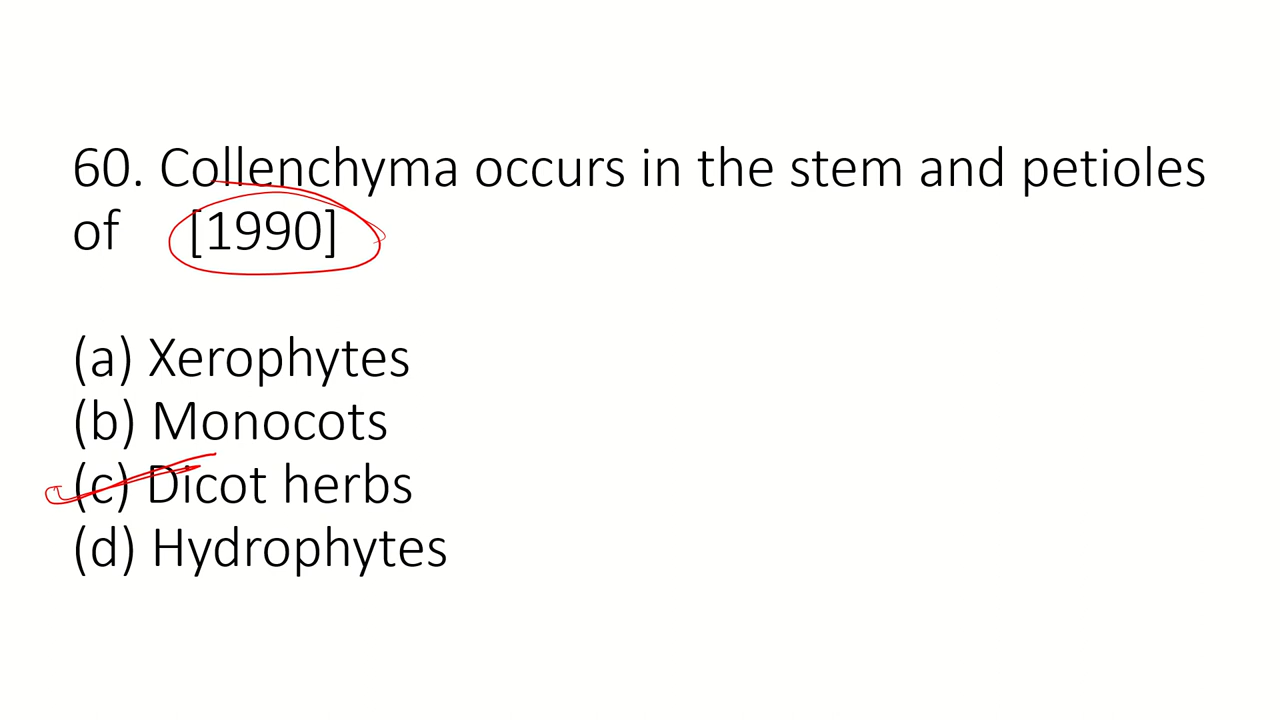 60. Collenchyma occurs in the stem and petioles
of [1990]
(a) Xerophytes
(b) Monocots
(c) Dicot herbs
(d) Hydrophytes